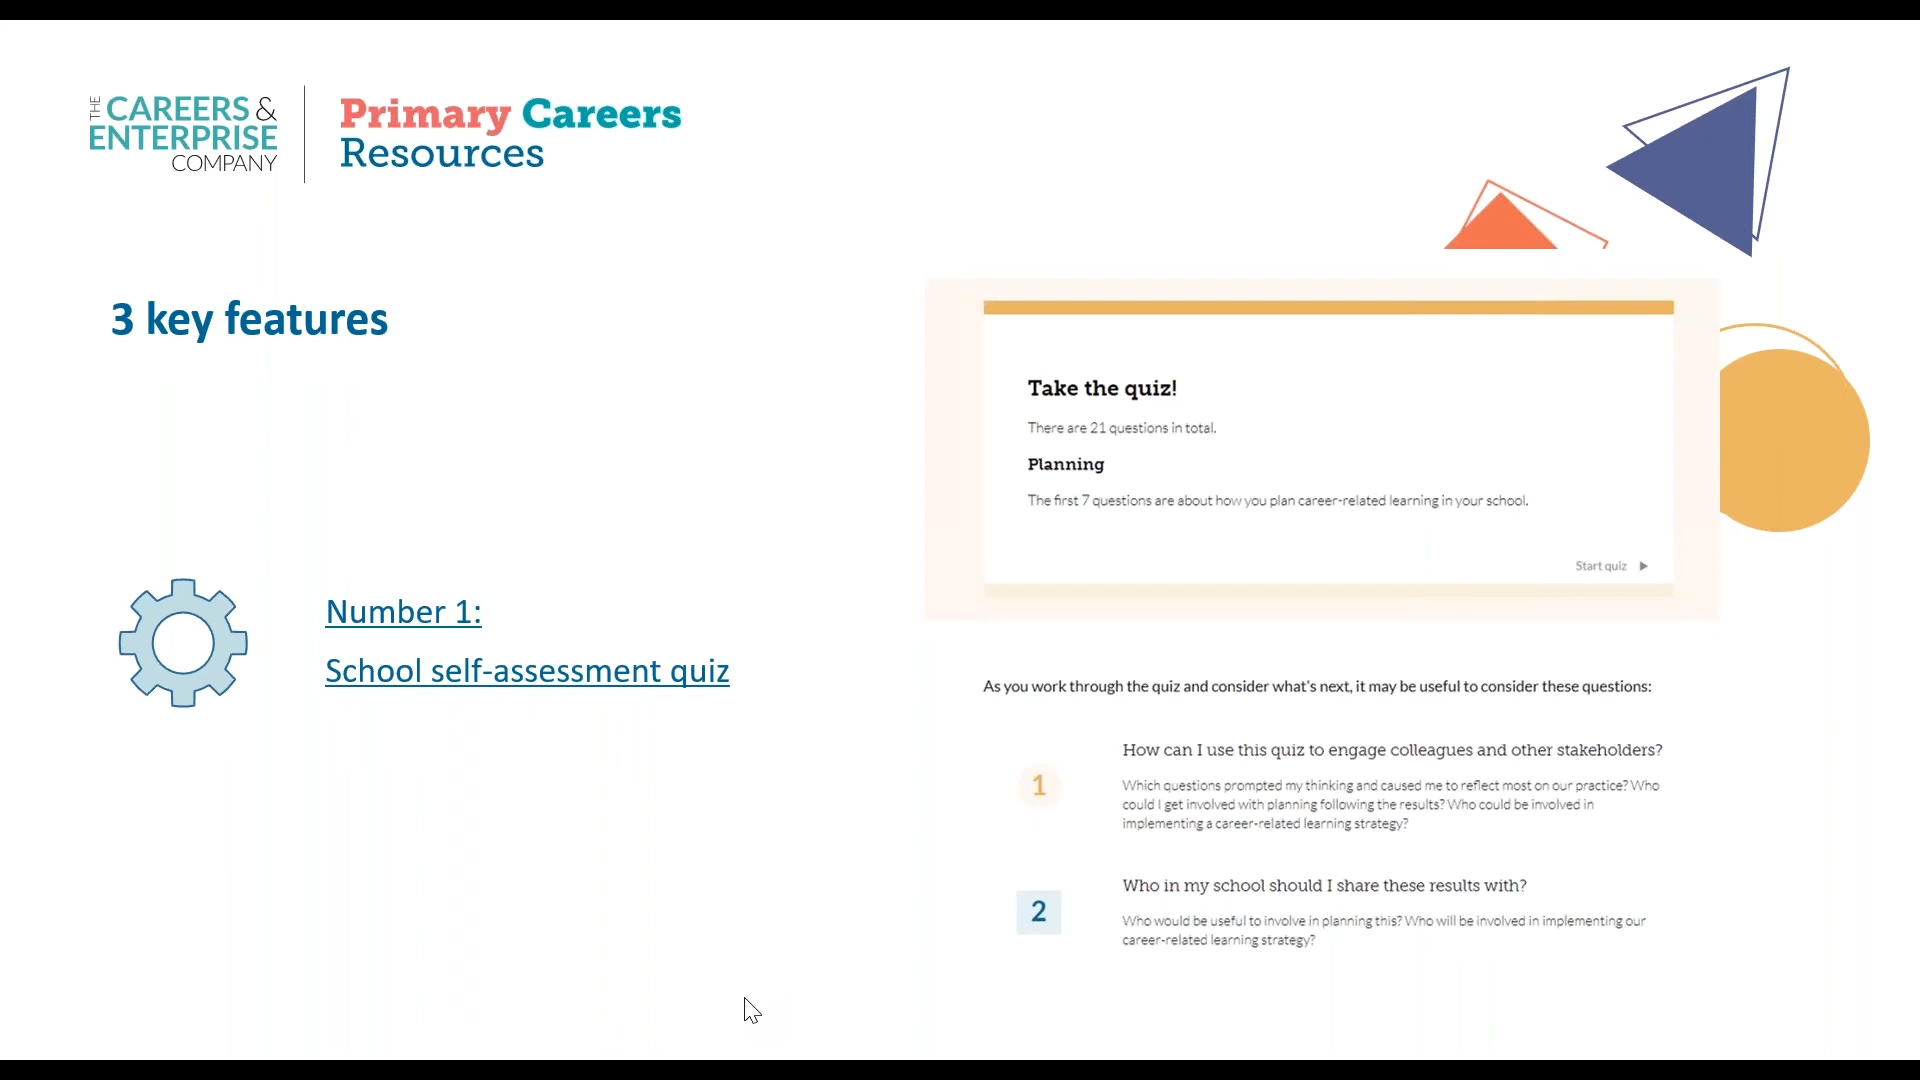 THE CAREERS &
ENTERPRISE
COMPANY
Primary Careers
Resources
3 key features
Number 1:
School self-assessment quiz
Take the quiz!
There are 21 questions in total.
Planning
The first 7 questions are about how you plan career-related learning in your school.
Start quiz
As you work through the quiz and consider what's next, it may be useful to consider these questions:
1
How can I use this quiz to engage colleagues and other stakeholders?
Which questions prompted my thinking and caused me to reflect most on our practice? Who
could I get involved with planning following the results? Who could be involved in
implementing a career-related learning strategy?
2
Who in my school should I share these results with?
Who would be useful to involve in planning this? Who will be involved in implementing our
career-related learning strategy?